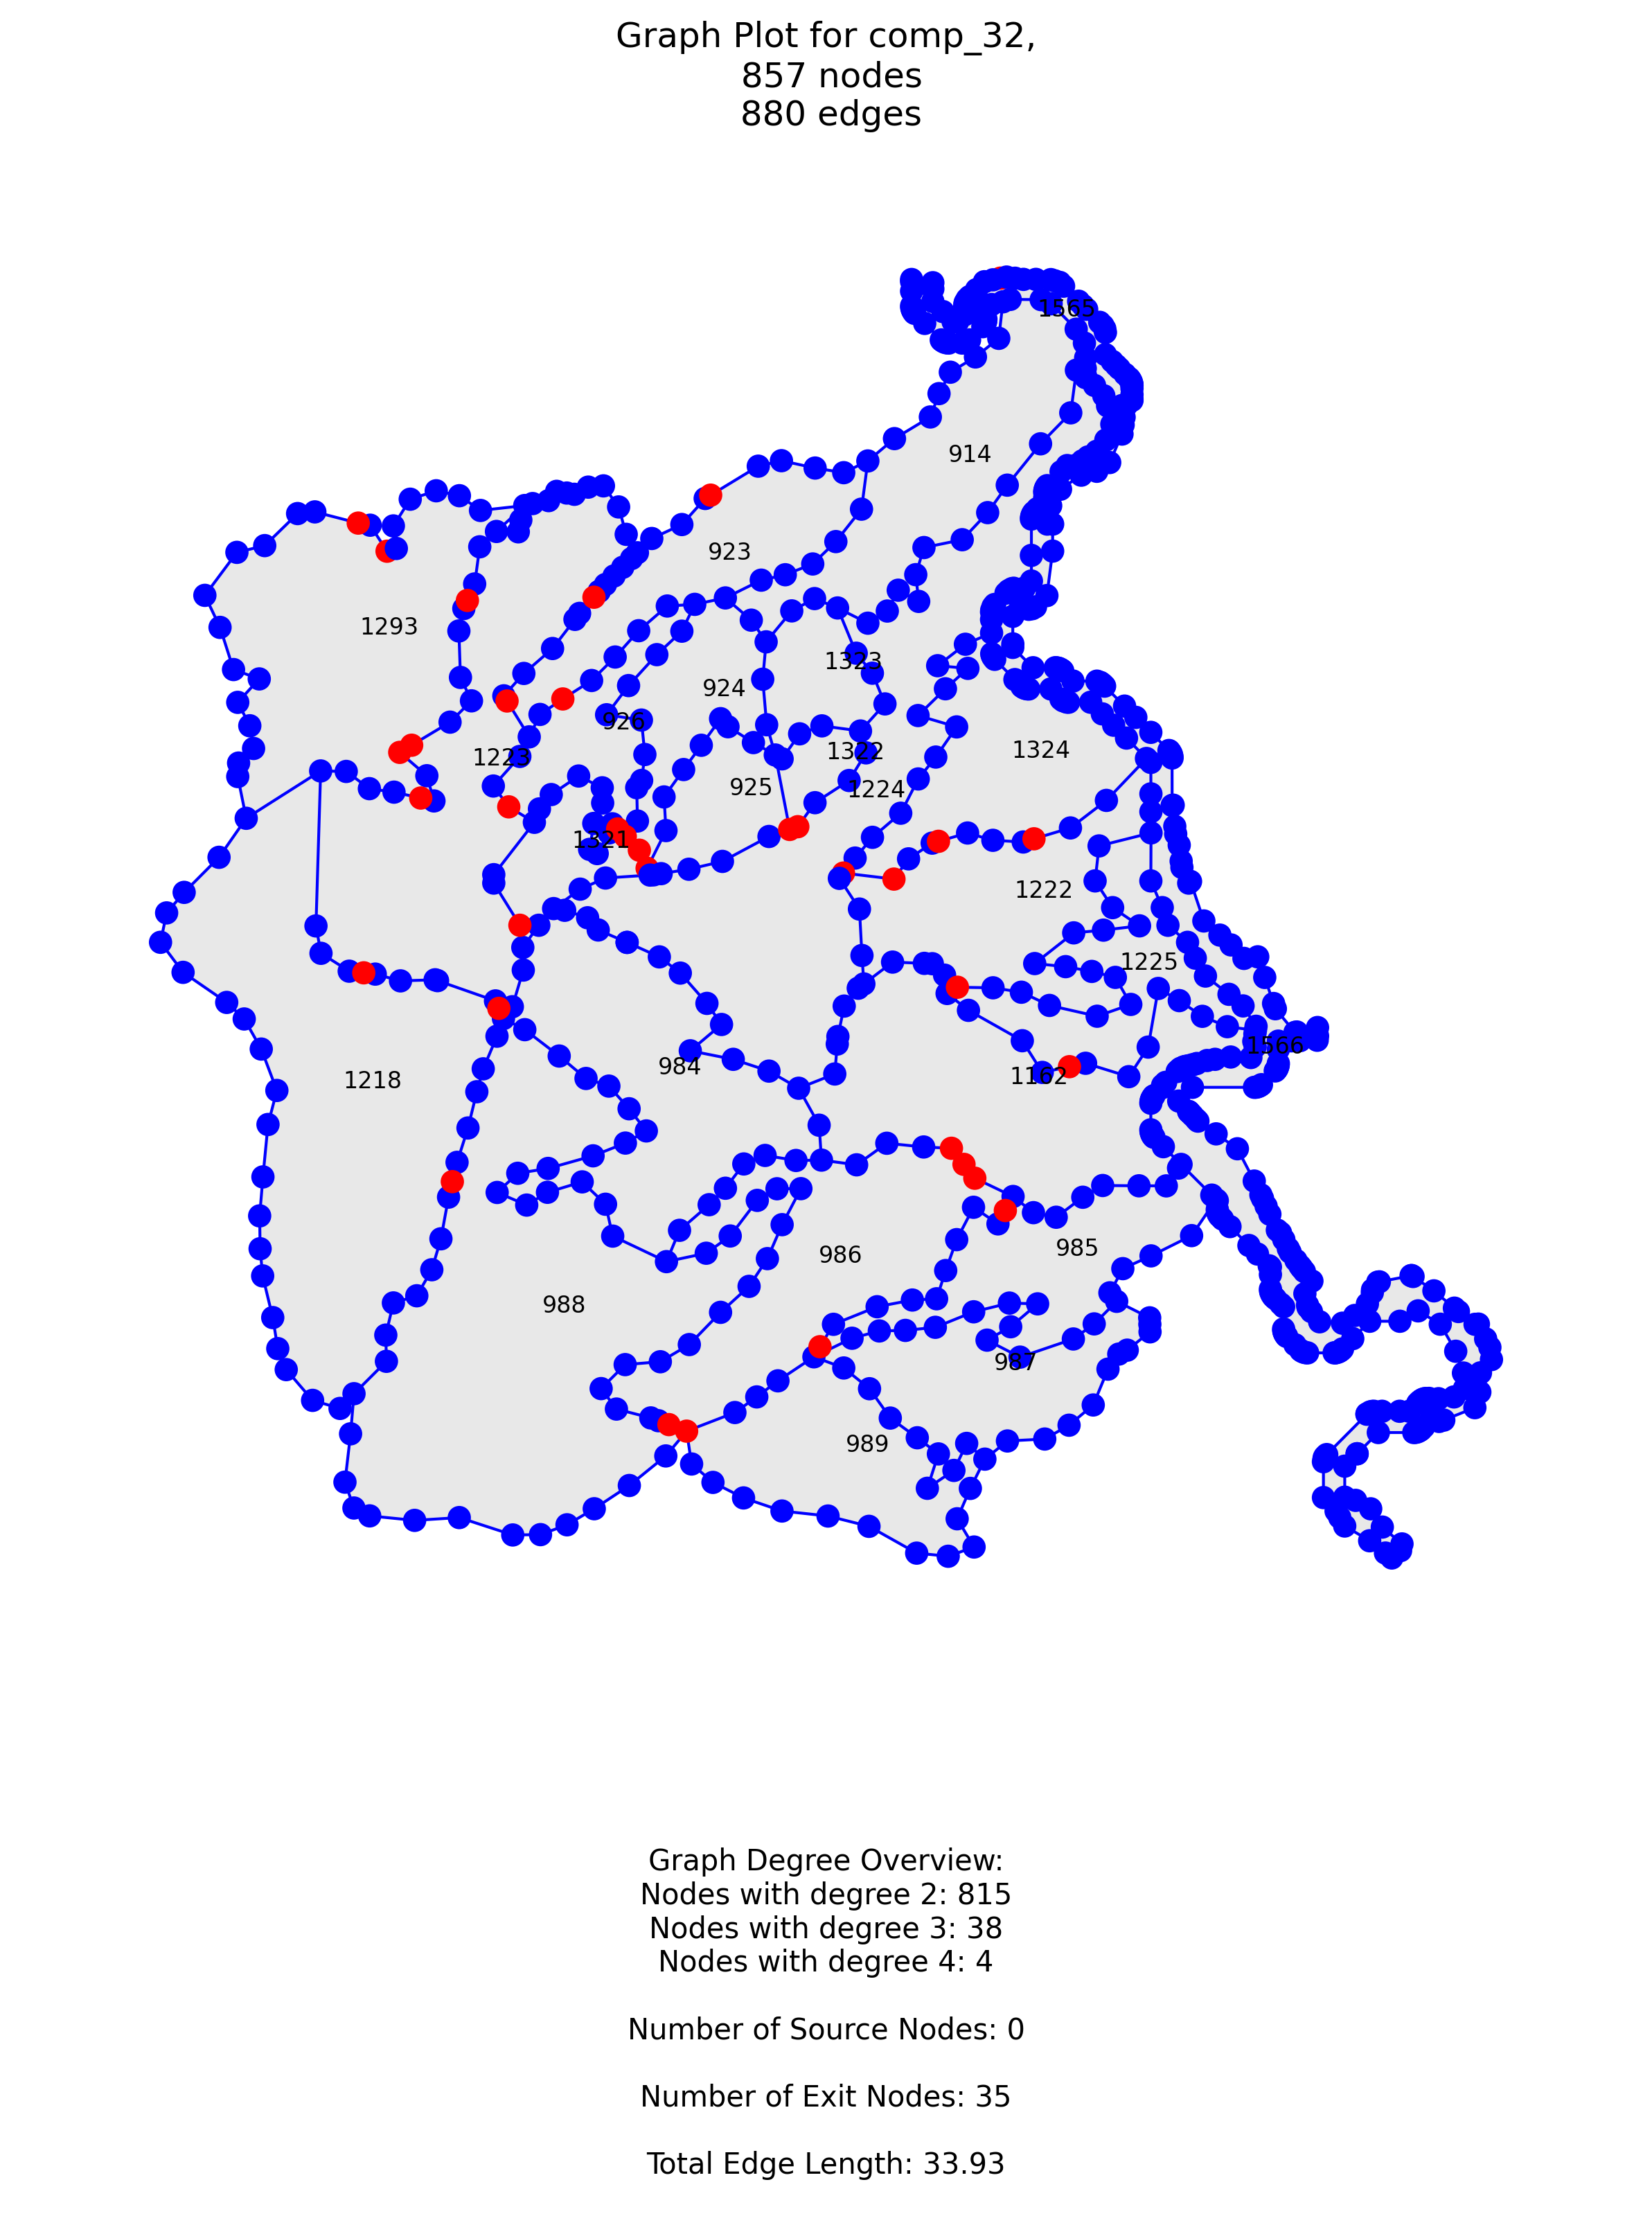 Graph Plot for comp_32,
857 nodes
880 edges
1565
914
923
1293
1323
924
926
1322
1324
1223
925
1224
1321
1222
1225
1566
984
1162
1218
985
986
988
987
989
Graph Degree Overview:
Nodes with degree 2: 815
Nodes with degree 3: 38
Nodes with degree 4: 4
Number of Source Nodes: 0
Number of Exit Nodes: 35
Total Edge Length: 33.93